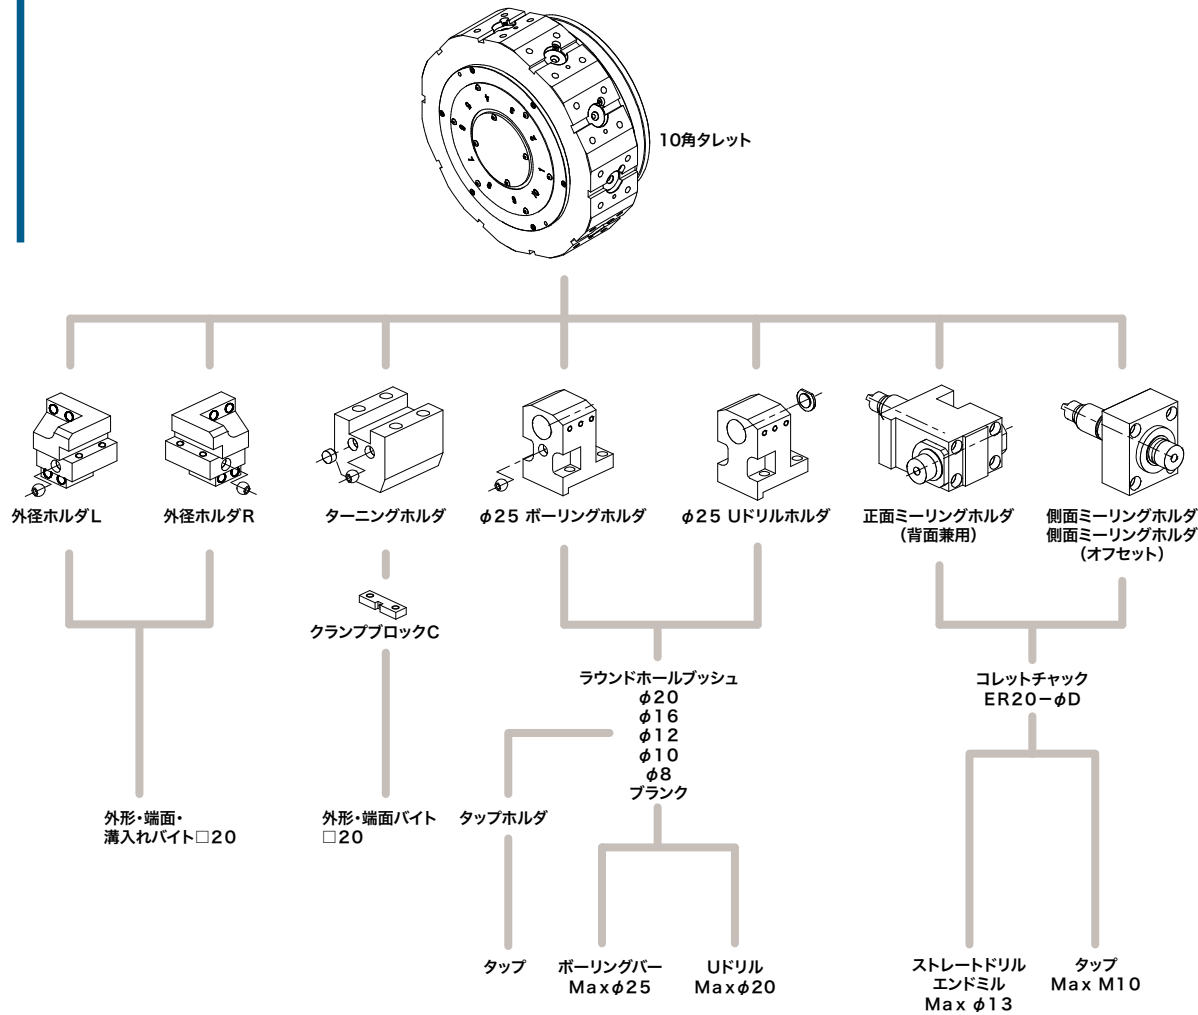 10角タレット
外径ホルダL
外径ホルダR
ターニングホルダ
φ25 ボーリングホルダ
φ25 Uドリルホルダ
正面ミーリングホルダ
(背面兼用)
側面ミーリングホルダ
側面ミーリングホルダ
(オフセット)
クランプブロックC
ラウンドホールブッシュ
φ20
φ16
φ12
φ10
φ8
ブランク
コレットチャック
ER20−φD
外形・端面・
溝入れバイト□20
外形・端面バイト
□20
タップホルダ
タップ
ボーリングバー
Maxφ25
Uドリル
Maxφ20
ストレートドリル
エンドミル
Max φ13
タップ
Max M10